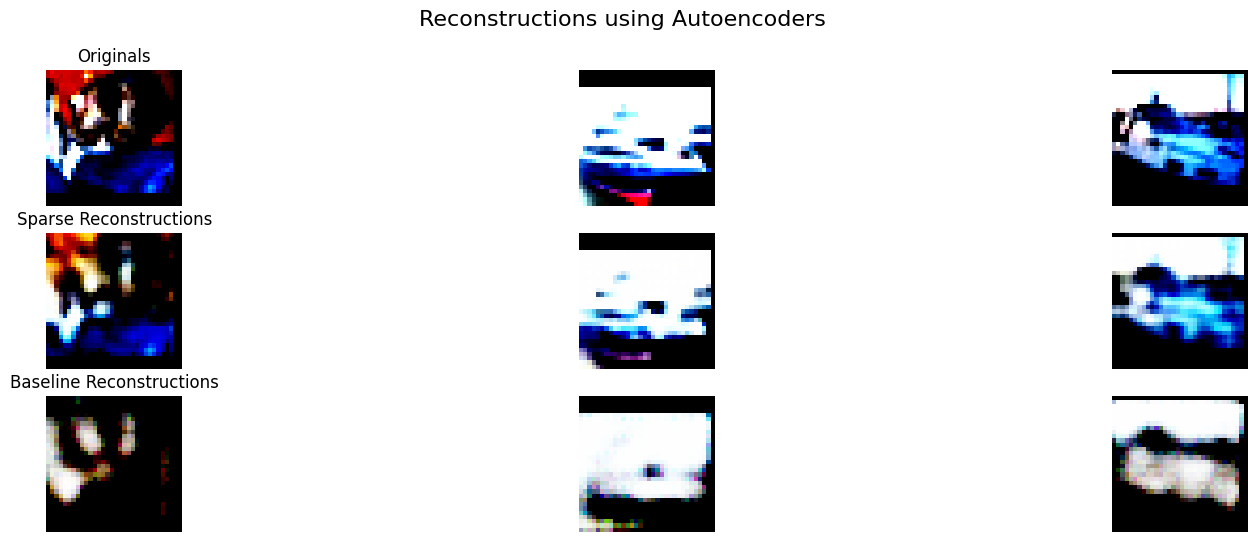 Reconstructions using Autoencoders
Originals
Sparse Reconstructions
Baseline Reconstructions